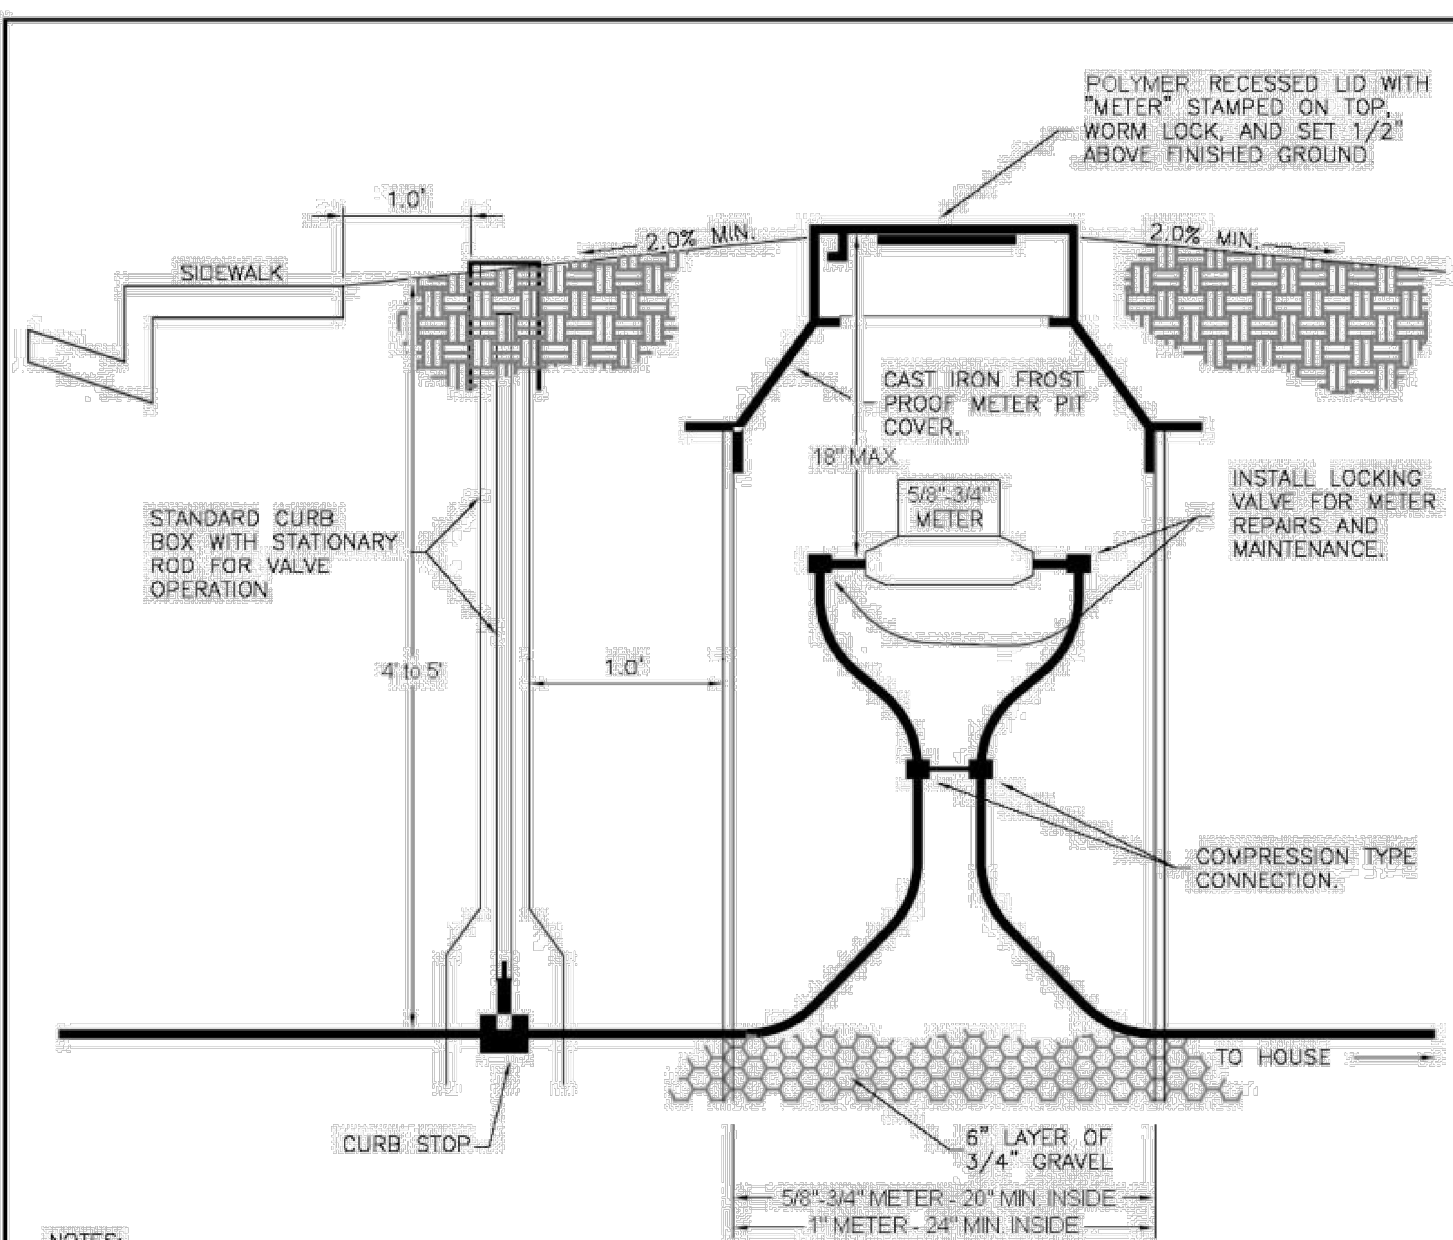 POLYMER RECESSED LID WITH
"METER" STAMPED ON TOP,
WORM LOCK, AND SET 1/2"
ABOVE FINISHED GROUND
1.0'
2.0% MIN.
2.0% MIN.
SIDEWALK
CAST IRON FROST
PROOF METER PIT
COVER.
18" MAX
5/8"-3/4"
METER
INSTALL LOCKING
VALVE FOR METER
REPAIRS AND
MAINTENANCE.
STANDARD CURB
BOX WITH STATIONARY
ROD FOR VALVE
OPERATION
4' to 5'
1.0'
COMPRESSION TYPE
CONNECTION.
TO HOUSE
CURB STOP
6" LAYER OF
3/4" GRAVEL
5/8"-3/4" METER - 20" MIN. INSIDE
1" METER - 24" MIN. INSIDE
NOTES: